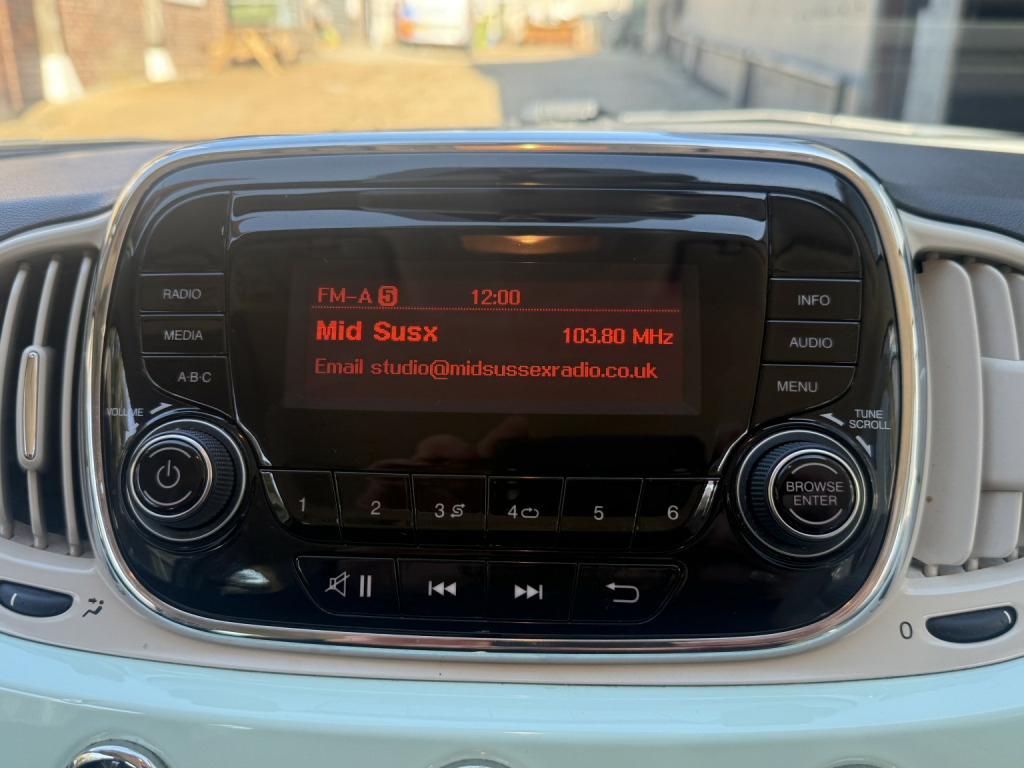 FM-A 5 12:00
Mid Susx 103.80 MHz
Email studio@midsussexradio.co.uk
RADIO
MEDIA
A·B·C
VOLUME
INFO
AUDIO
MENU
TUNE
SCROLL
BROWSE
ENTER
1 2 3 4 5 6
0